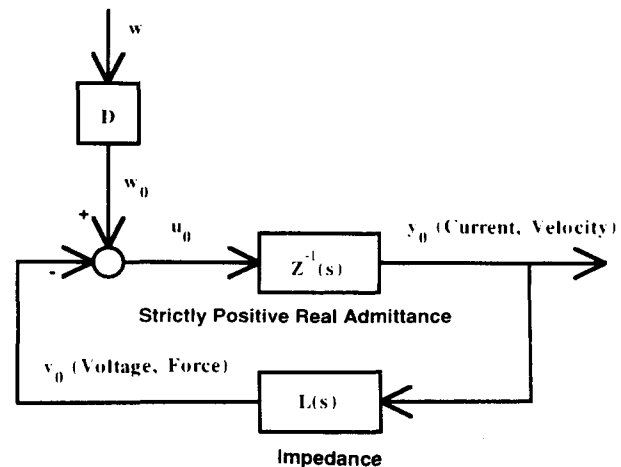 w
D
w0
+
u0
y0 (Current, Velocity)
-
Z-1(s)
Strictly Positive Real Admittance
v0 (Voltage, Force)
L(s)
Impedance